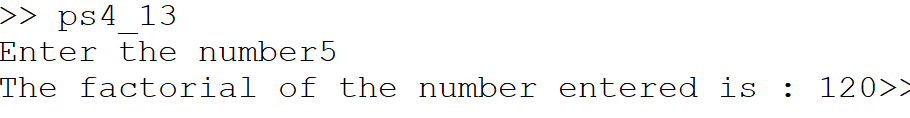 >> ps4_13
Enter the number5
The factorial of the number entered is : 120>>